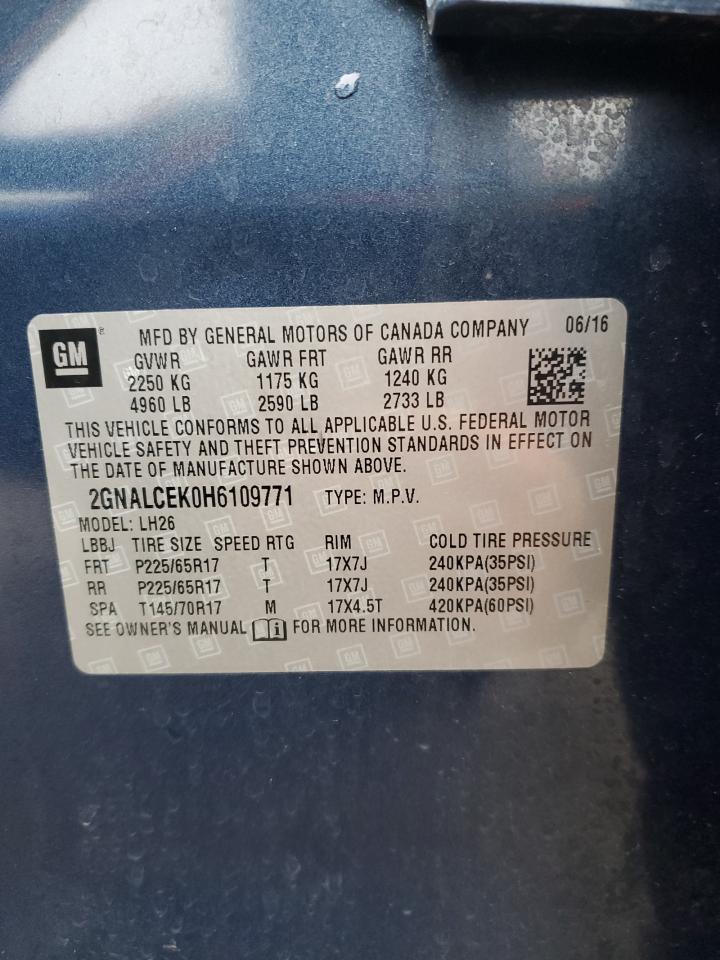 GM ® MFD BY GENERAL MOTORS OF CANADA COMPANY 06/16
GVWR GAWR FRT GAWR RR
2250 KG 1175 KG 1240 KG
4960 LB 2590 LB 2733 LB
THIS VEHICLE CONFORMS TO ALL APPLICABLE U.S. FEDERAL MOTOR
VEHICLE SAFETY AND THEFT PREVENTION STANDARDS IN EFFECT ON
THE DATE OF MANUFACTURE SHOWN ABOVE.
2GNALCEK0H6109771 TYPE: M.P.V.
MODEL: LH26
LBBJ TIRE SIZE SPEED RTG RIM COLD TIRE PRESSURE
FRT P225/65R17 T 17X7J 240KPA(35PSI)
RR P225/65R17 T 17X7J 240KPA(35PSI)
SPA T145/70R17 M 17X4.5T 420KPA(60PSI)
SEE OWNER'S MANUAL i FOR MORE INFORMATION.